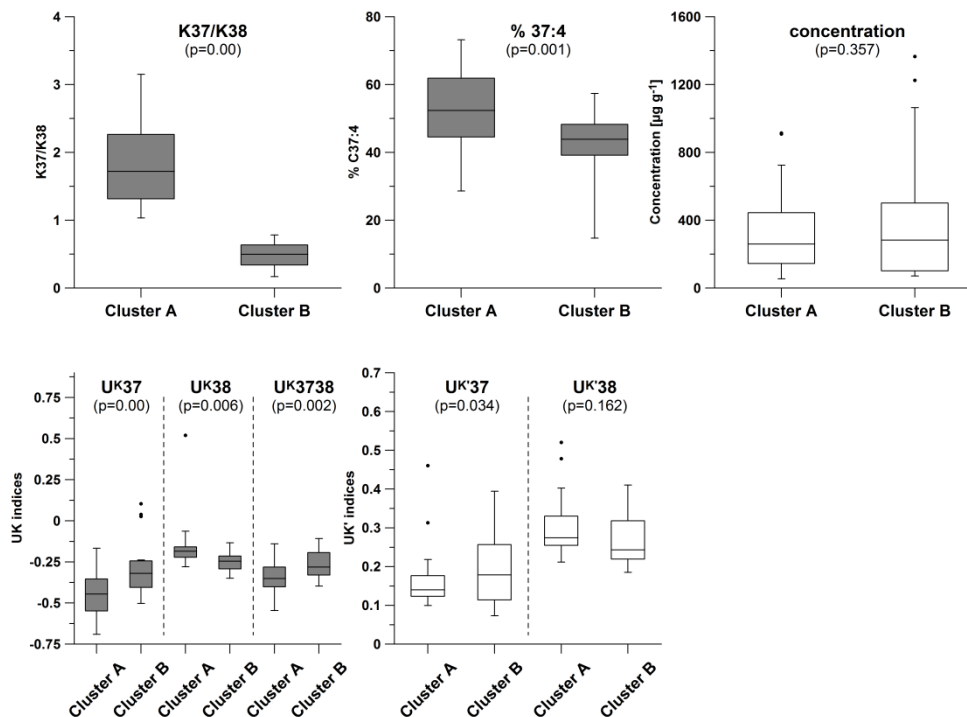 K37/K38
(p=0.00)
4
3
2
1
0
K37/K38
Cluster A
Cluster B
% 37:4
(p=0.001)
80
60
40
20
0
% C37:4
Cluster A
Cluster B
concentration
(p=0.357)
1600
1200
800
400
0
Concentration [µg g⁻¹]
Cluster A
Cluster B
Uᴷ37
(p=0.00)
Uᴷ38
(p=0.006)
Uᴷ3738
(p=0.002)
0.75
0.5
0.25
0
-0.25
-0.5
-0.75
UK indices
Cluster A
Cluster B
Cluster A
Cluster B
Cluster A
Cluster B
Uᴷ'37
(p=0.034)
Uᴷ'38
(p=0.162)
0.7
0.6
0.5
0.4
0.3
0.2
0.1
0
UK' indices
Cluster A
Cluster B
Cluster A
Cluster B